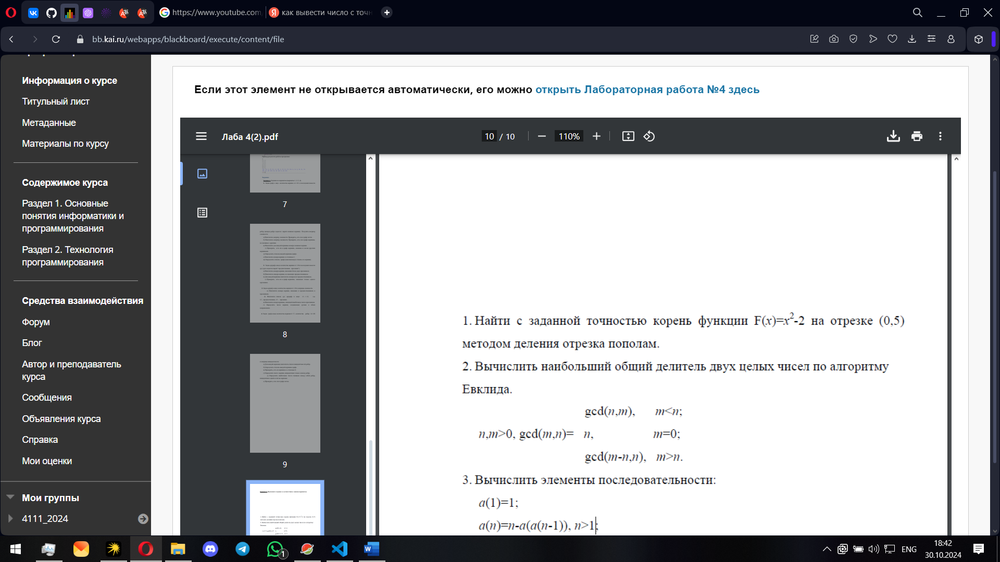 https://www.youtube.com
как вывести число с точн
bb.kai.ru/webapps/blackboard/execute/content/file
Информация о курсе
Титульный лист
Метаданные
Материалы по курсу
Содержимое курса
Раздел 1. Основные
понятия информатики и
программирования
Раздел 2. Технология
программирования
Средства взаимодействия
Форум
Блог
Автор и преподаватель
курса
Сообщения
Объявления курса
Справка
Мои оценки
Мои группы
4111_2024
Если этот элемент не открывается автоматически, его можно открыть Лабораторная работа №4 здесь
Лаба 4(2).pdf
10 / 10
110%
7
8
9
1. Найти с заданной точностью корень функции F(x)=x²-2 на отрезке (0,5)
методом деления отрезка пополам.
2. Вычислить наибольший общий делитель двух целых чисел по алгоритму
Евклида.
gcd(n,m), m<n;
n,m>0, gcd(m,n)= n, m=0;
gcd(m-n,n), m>n.
3. Вычислить элементы последовательности:
a(1)=1;
a(n)=n-a(a(n-1)), n>1;
1
ENG
18:42
30.10.2024